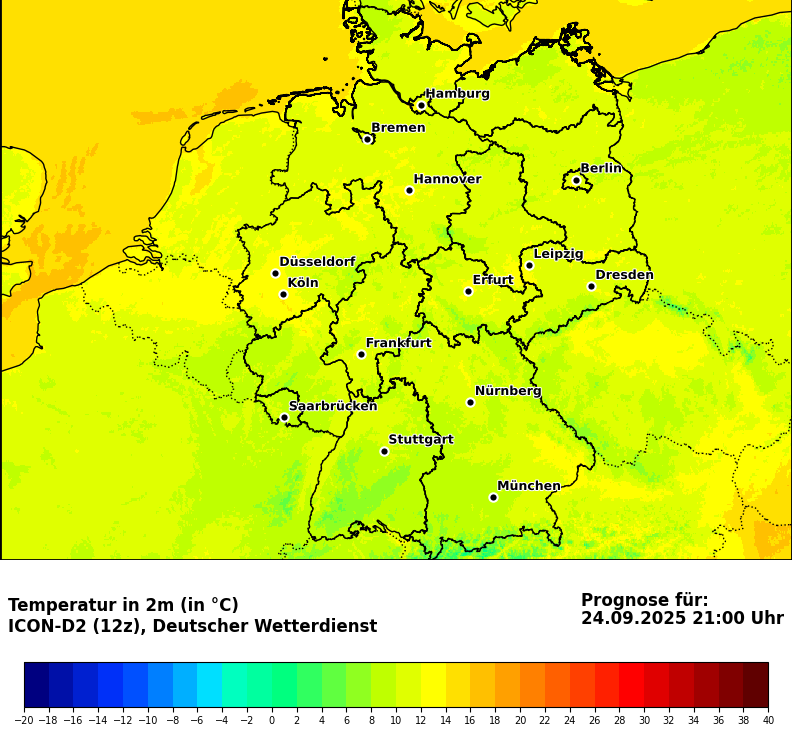 Hamburg
Bremen
Berlin
Hannover
Leipzig
Düsseldorf
Dresden
Köln
Erfurt
Frankfurt
Nürnberg
Saarbrücken
Stuttgart
München
Temperatur in 2m (in °C)
ICON-D2 (12z), Deutscher Wetterdienst
Prognose für:
24.09.2025 21:00 Uhr
−20 −18 −16 −14 −12 −10 −8 −6 −4 −2 0 2 4 6 8 10 12 14 16 18 20 22 24 26 28 30 32 34 36 38 40